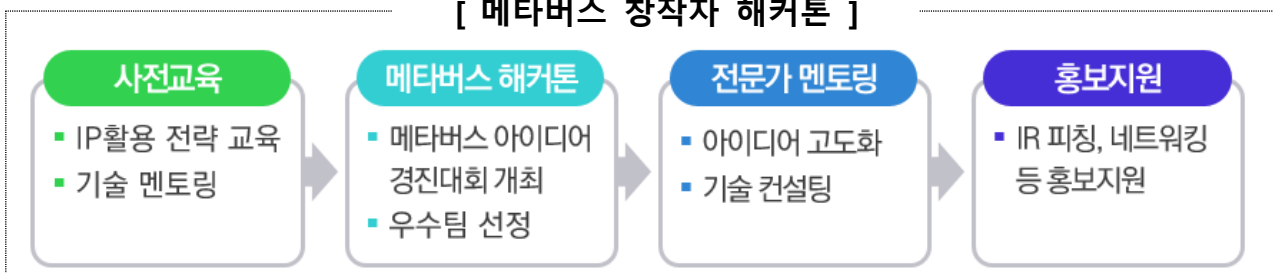 [ 메타버스 창작자 해커톤 ]
사전교육
▪ IP활용 전략 교육
▪ 기술 멘토링
메타버스 해커톤
▪ 메타버스 아이디어
경진대회 개최
▪ 우수팀 선정
전문가 멘토링
▪ 아이디어 고도화
▪ 기술 컨설팅
홍보지원
▪ IR 피칭, 네트워킹
등 홍보지원